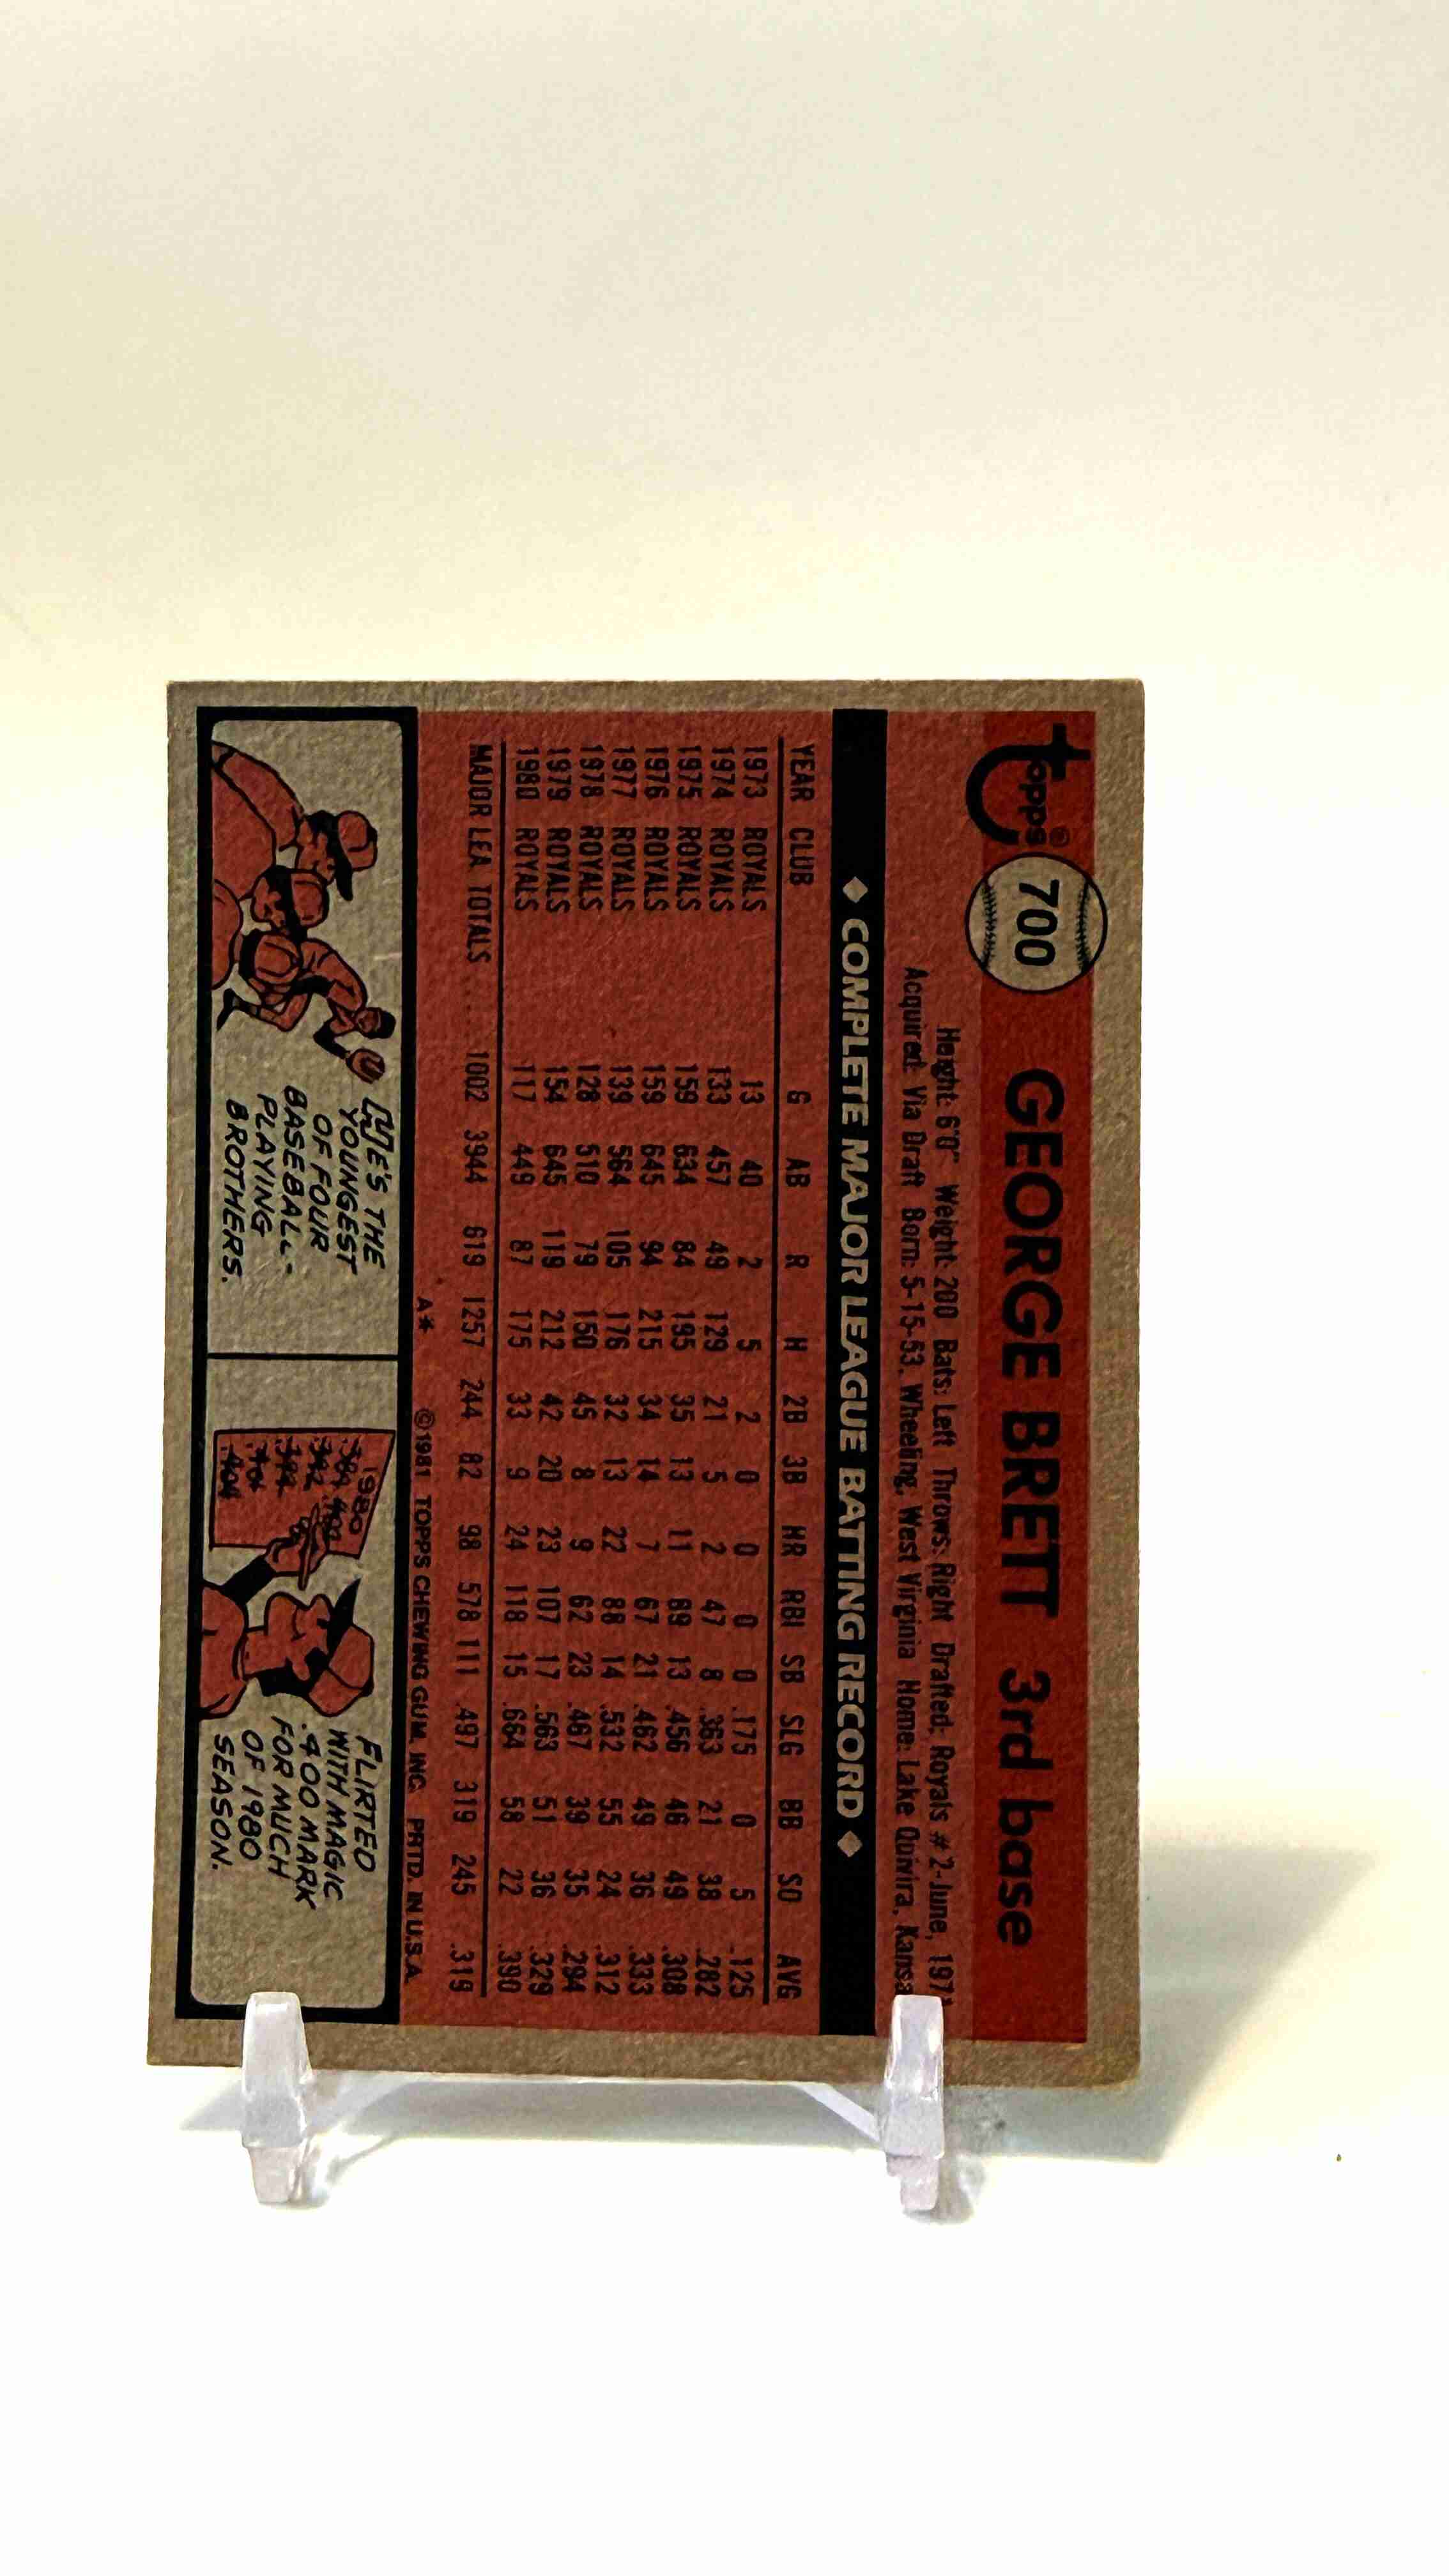 topps® 700 GEORGE BRETT 3rd base
Height: 6'0" Weight: 200 Bats: Left Throws: Right Drafted: Royals #2-June,
Acquired: Via Draft Born: 5-15-53, Wheeling, West Virginia Home: Lake Quivira,
◆ COMPLETE MAJOR LEAGUE BATTING RECORD ◆
YEAR CLUB G AB R H 2B 3B HR RBI SB SLG BB SO AVG
1973 ROYALS 13 40 2 5 2 0 0 0 0 .175 0 5 .125
1974 ROYALS 133 457 49 129 21 5 2 47 8 .363 21 38 .282
1975 ROYALS 159 634 84 195 35 13 11 89 13 .456 46 49 .308
1976 ROYALS 159 645 94 215 34 14 7 67 21 .462 49 36 .333
1977 ROYALS 139 564 105 176 32 13 22 88 14 .532 55 24 .312
1978 ROYALS 128 510 79 150 45 8 9 62 23 .467 39 35 .294
1979 ROYALS 154 645 119 212 42 20 23 107 17 .563 51 36 .329
1980 ROYALS 117 449 87 175 33 9 24 118 15 .664 58 22 .390
MAJOR LEA TOTALS .... 1002 3944 619 1257 244 82 98 578 111 .497 319 245 .319
A* ©1981 TOPPS CHEWING GUM, INC. PRTD. IN U.S.A.
HE'S THE
YOUNGEST
OF FOUR
BASEBALL-
PLAYING
BROTHERS.
1980
.401
FLIRTED
WITH MAGIC
.400 MARK
FOR MUCH
OF 1980
SEASON.